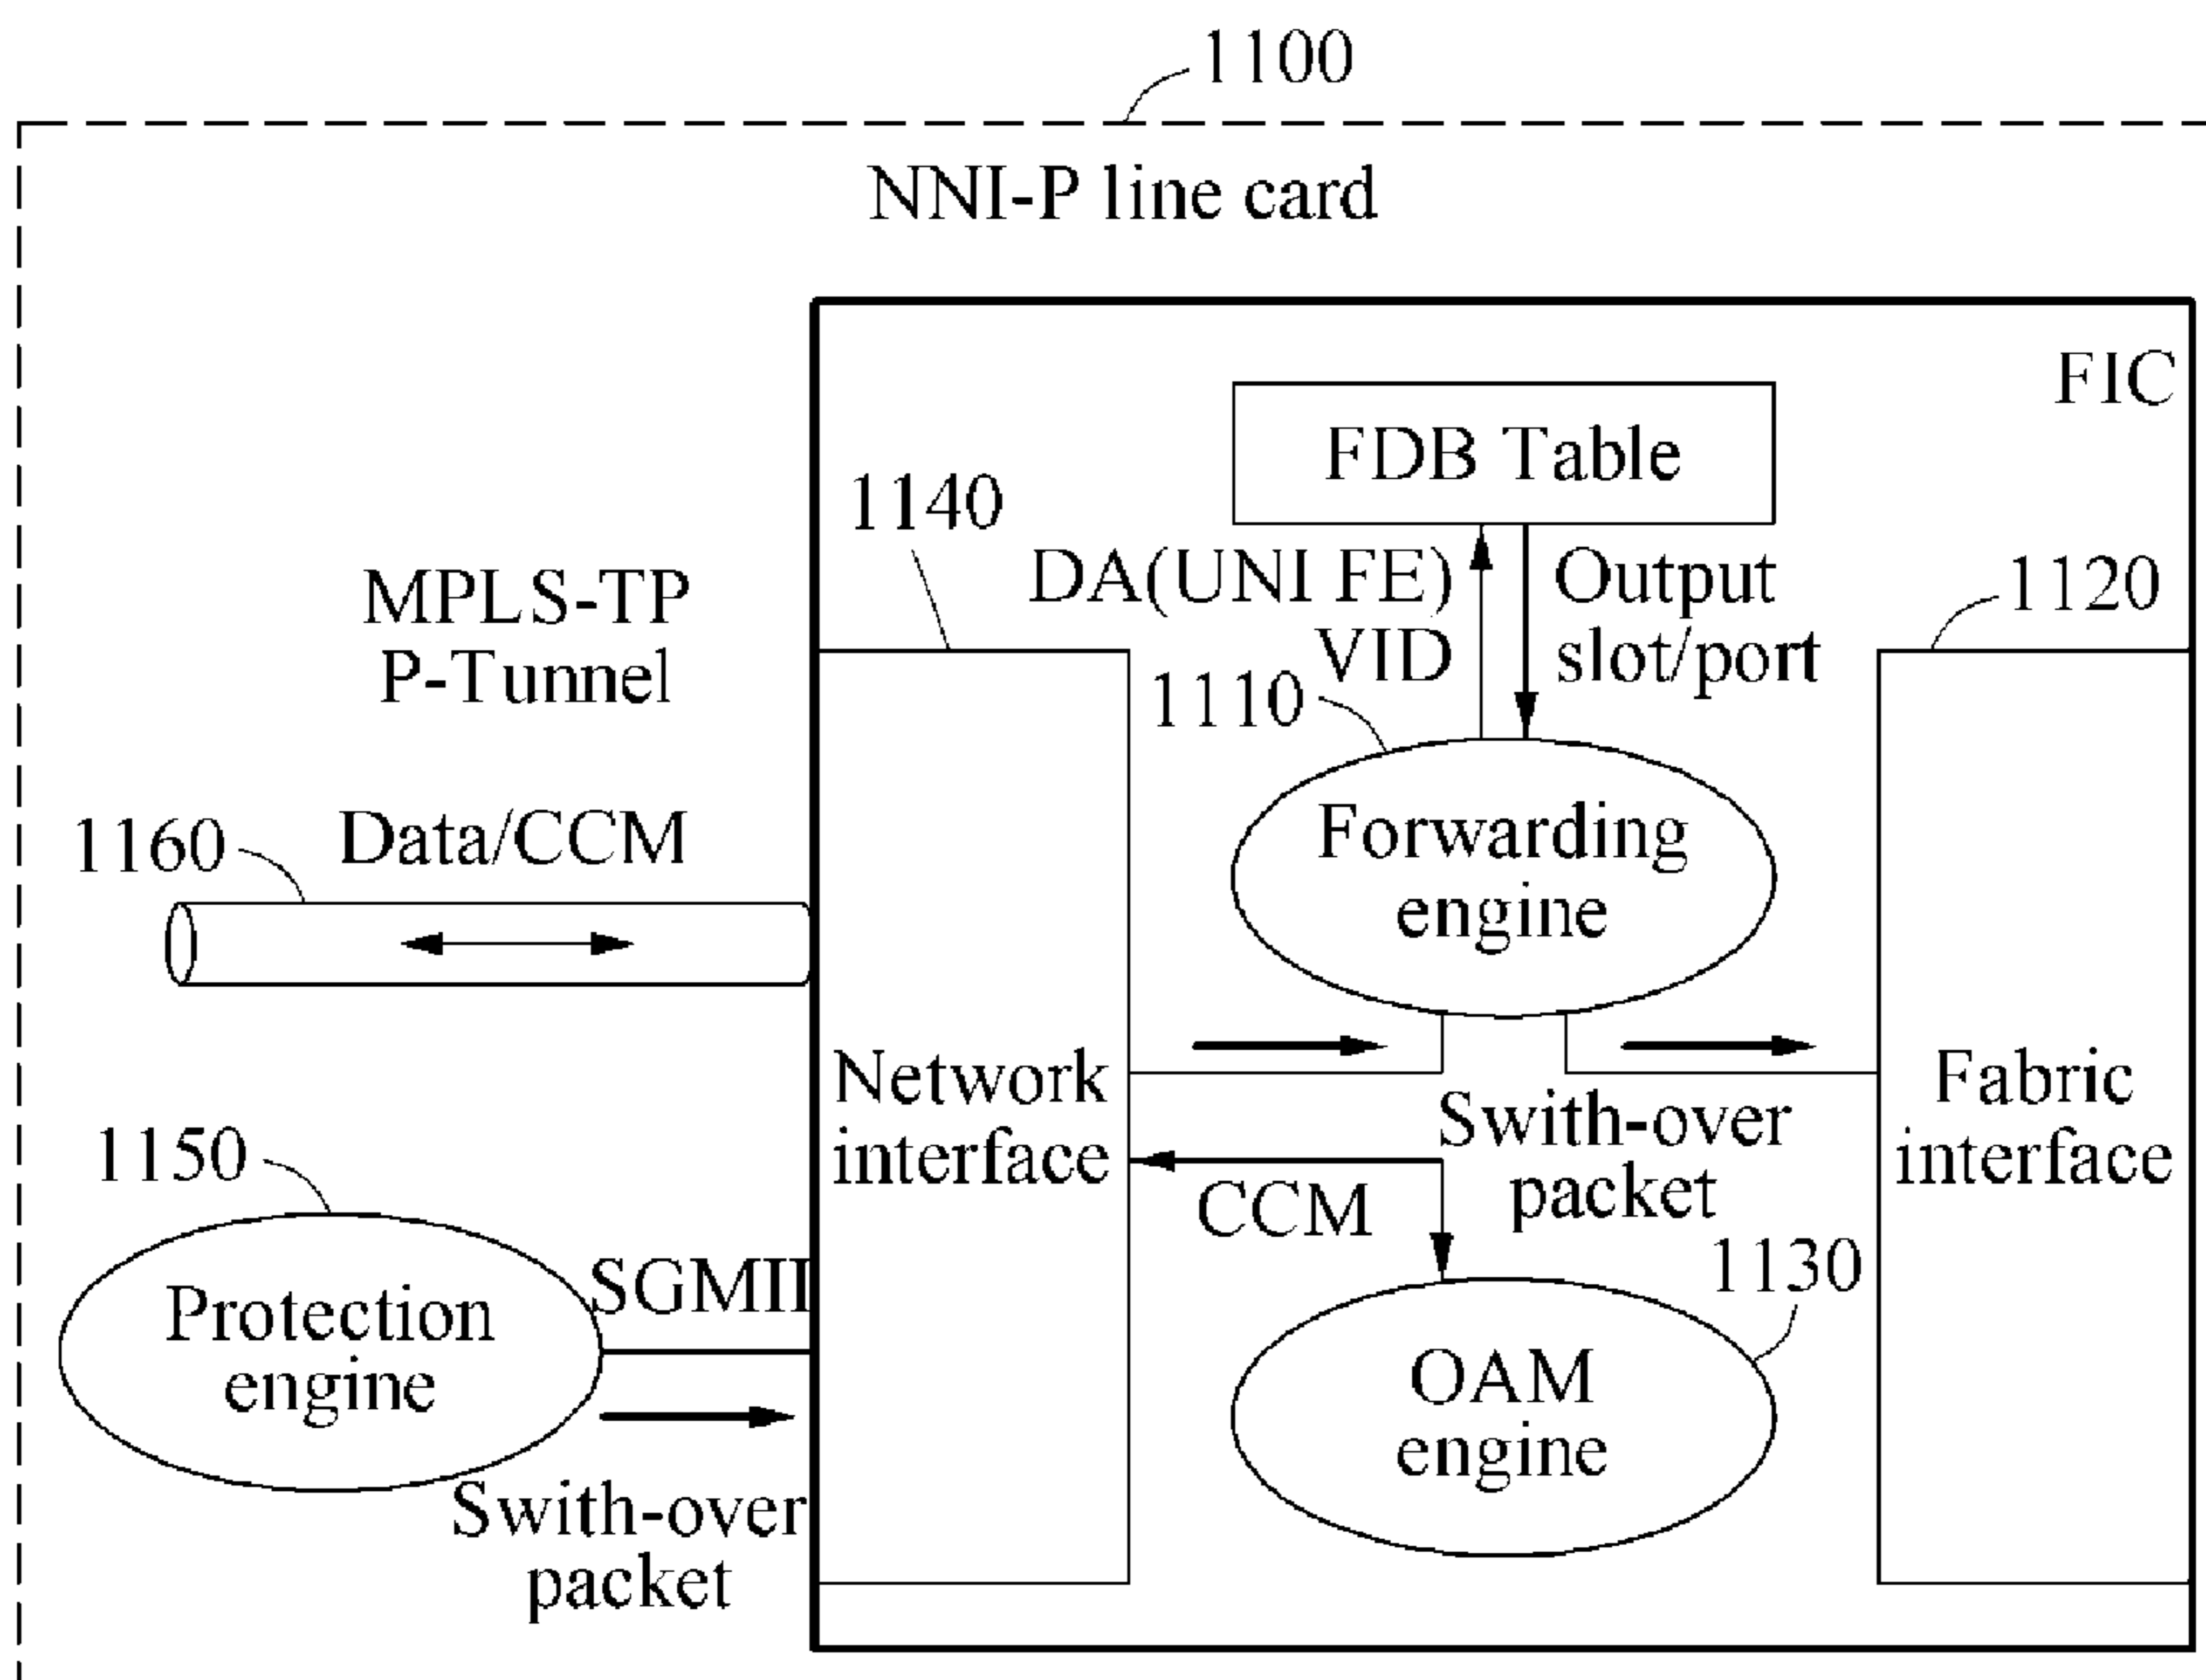 1100
NNI-P line card
FIC
FDB Table
1140
DA(UNI FE)
VID
Output
slot/port
1120
MPLS-TP
P-Tunnel
1110
Forwarding
engine
1160
Data/CCM
Network
interface
Swith-over
packet
Fabric
interface
CCM
1150
Protection
engine
SGMII
1130
OAM
engine
Swith-over
packet